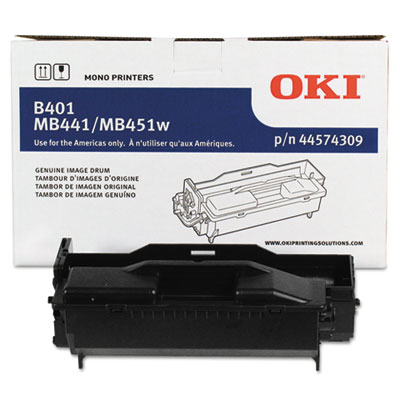 MONO PRINTERS
OKI
B401
MB441/MB451w
Use for the Americas only. À n'utiliser qu'aux Amériques.
p/n 44574309
GENUINE IMAGE DRUM
TAMBOUR D'IMAGES D'ORIGINE
TAMBOR DE IMAGEN ORIGINAL
TAMBOR DE IMAGEM GENUÍNO
WWW.OKIPRINTINGSOLUTIONS.COM